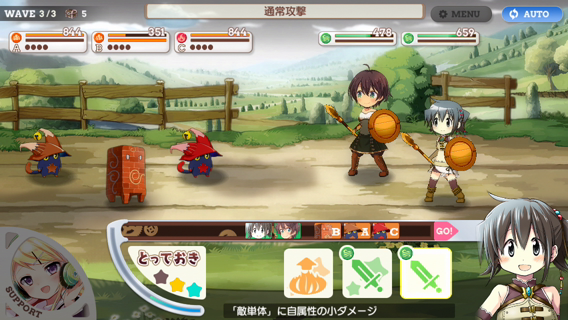 WAVE 3/3 5
通常攻撃
MENU
AUTO
844
A
351
B
844
C
478
659
B A C GO!
とっておき
SUPPORT
「敵単体」に自属性の小ダメージ